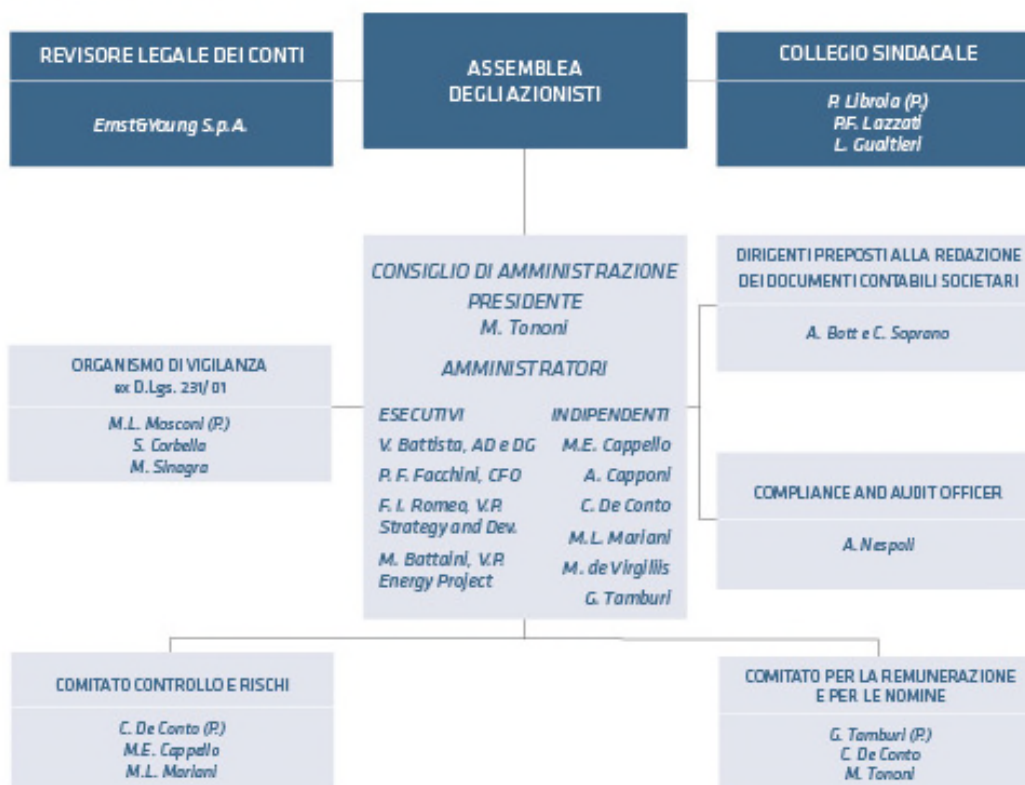 REVISORE LEGALE DEI CONTI
Ernst&Young S.p.A.
ASSEMBLEA
DEGLI AZIONISTI
COLLEGIO SINDACALE
P. Libroia (P.)
P.F. Lazzati
L. Gualtieri
CONSIGLIO DI AMMINISTRAZIONE
PRESIDENTE
M. Tononi
AMMINISTRATORI
ESECUTIVI
V. Battista, AD e DG
P. F. Facchini, CFO
F. I. Romeo, V.P.
Strategy and Dev.
M. Battaini, V.P.
Energy Project
INDIPENDENTI
M.E. Cappello
A. Capponi
C. De Conto
M.L. Mariani
M. de Virgiliis
G. Tamburi
ORGANISMO DI VIGILANZA
ex D.Lgs. 231/01
M.L. Mosconi (P.)
S. Corbella
M. Sinagra
DIRIGENTI PREPOSTI ALLA REDAZIONE
DEI DOCUMENTI CONTABILI SOCIETARI
A. Bott e C. Soprano
COMPLIANCE AND AUDIT OFFICER
A. Nespoli
COMITATO CONTROLLO E RISCHI
C. De Conto (P.)
M.E. Cappello
M.L. Mariani
COMITATO PER LA REMUNERAZIONE
E PER LE NOMINE
G. Tamburi (P.)
C. De Conto
M. Tononi